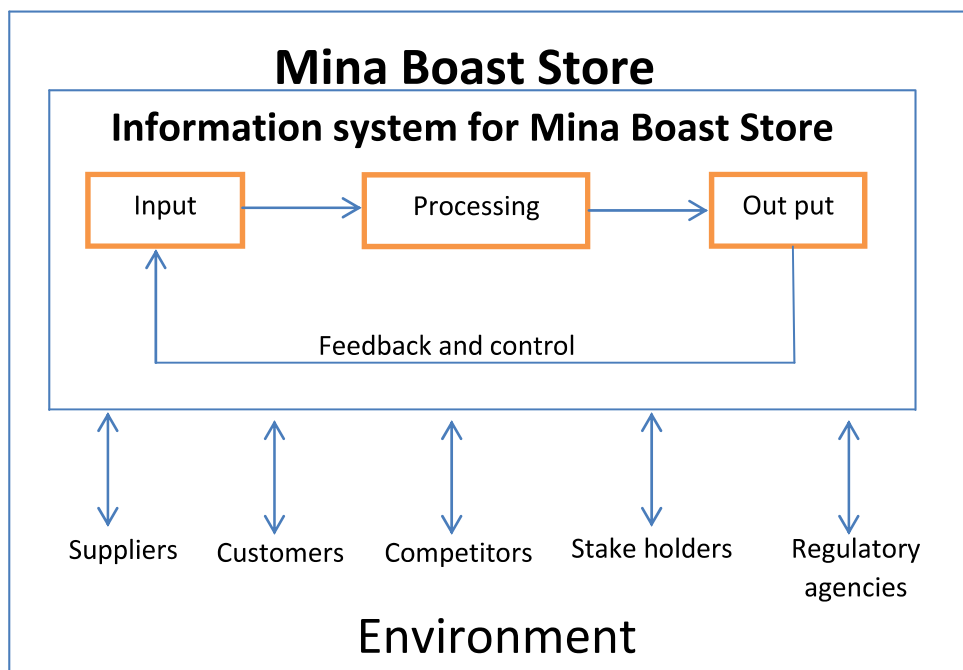 Mina Boast Store
Information system for Mina Boast Store
Input
Processing
Out put
Feedback and control
Suppliers
Customers
Competitors
Stake holders
Regulatory
agencies
Environment